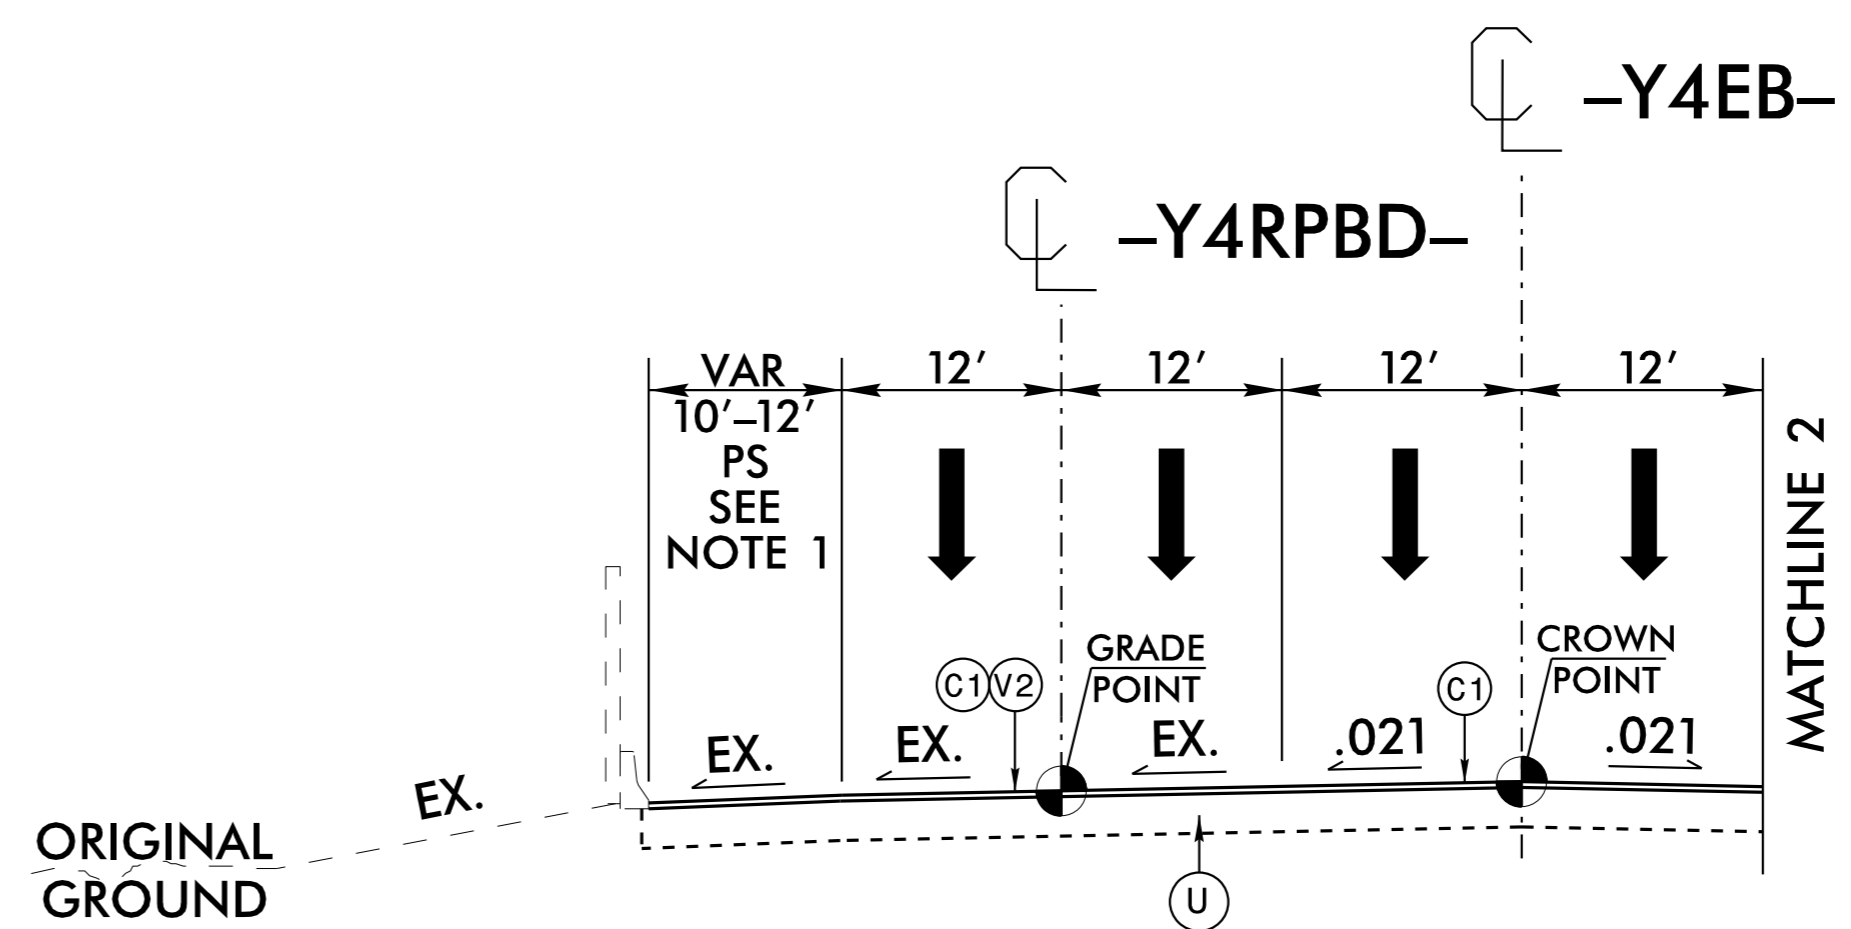 ℄ –Y4EB–
℄ –Y4RPBD–
VAR 12' 12' 12' 12'
10'–12'
PS
SEE
NOTE 1
MATCHLINE 2
GRADE
POINT
CROWN
POINT
C1 V2
C1
EX. EX. EX. .021 .021
EX.
ORIGINAL
GROUND
U